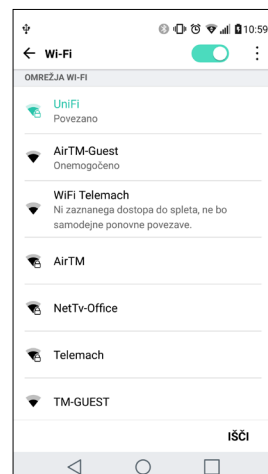 10:59
Wi-Fi
OMREŽJA WI-FI
UniFi
Povezano
AirTM-Guest
Onemogočeno
WiFi Telemach
Ni zaznanega dostopa do spleta, ne bo
samodejne ponovne povezave.
AirTM
NetTv-Office
Telemach
TM-GUEST
IŠČI